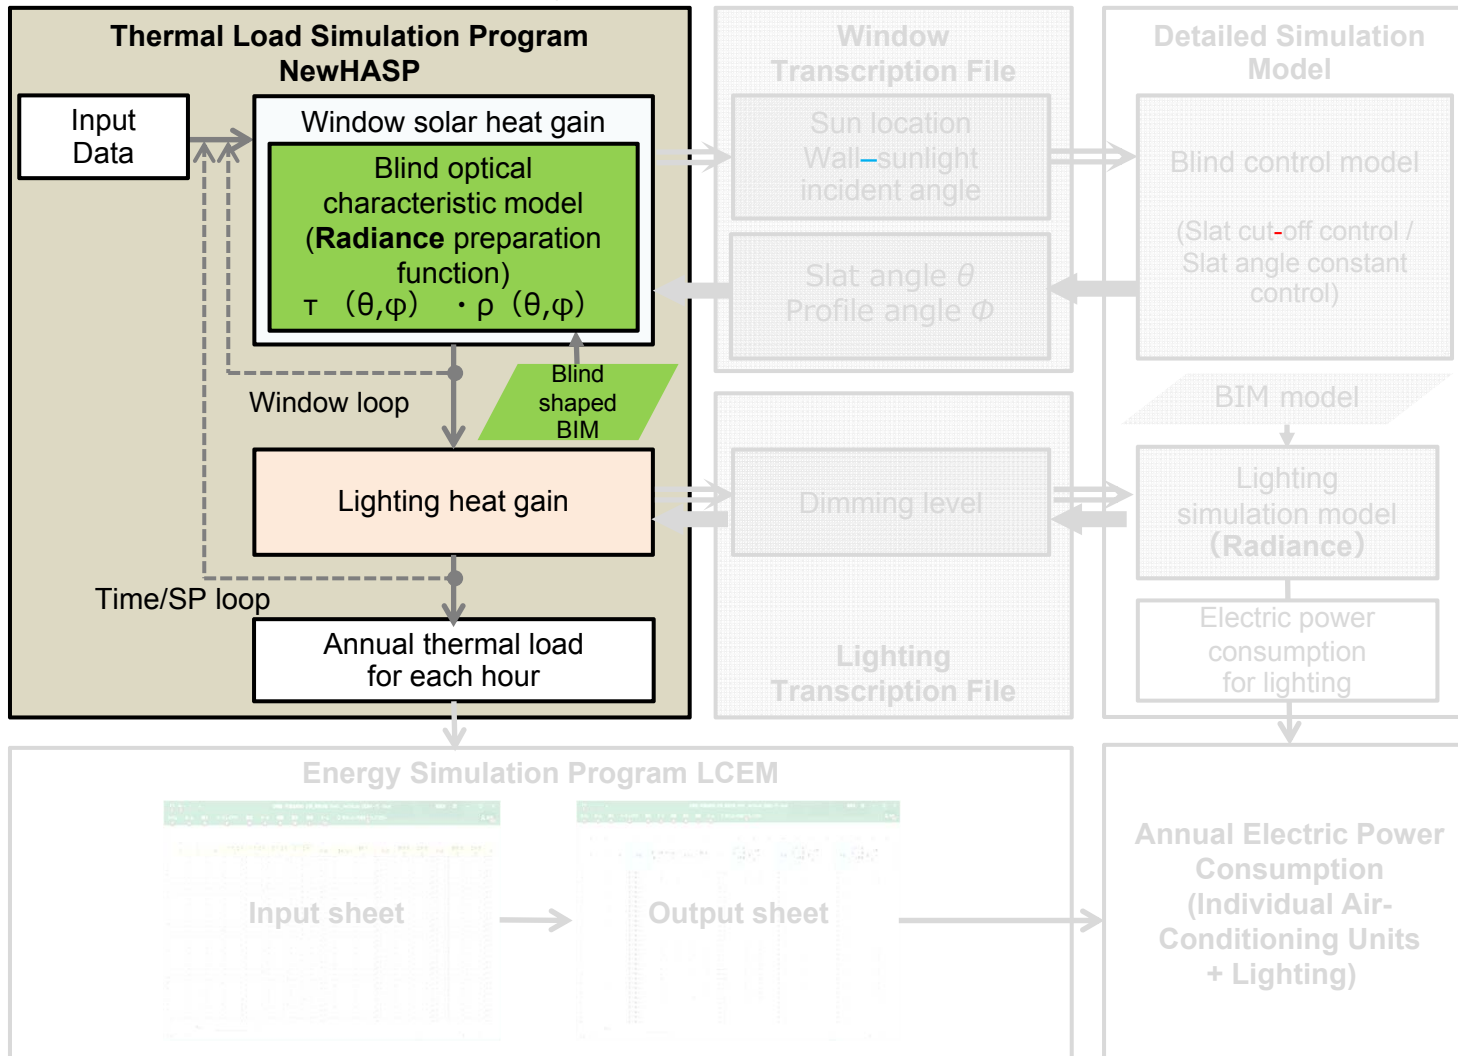 Thermal Load Simulation Program
NewHASP
Input
Data
Window solar heat gain
Blind optical
characteristic model
(Radiance preparation
function)
τ (θ,φ) ・ρ (θ,φ)
Blind
shaped
BIM
Window loop
Lighting heat gain
Time/SP loop
Annual thermal load
for each hour
Window
Transcription File
Sun location
Wall–sunlight
incident angle
Slat angle θ
Profile angle Φ
Dimming level
Lighting
Transcription File
Detailed Simulation
Model
Blind control model
(Slat cut-off control /
Slat angle constant
control)
BIM model
Lighting
simulation model
(Radiance)
Electric power
consumption
for lighting
Energy Simulation Program LCEM
Input sheet
Output sheet
Annual Electric Power
Consumption
(Individual Air-
Conditioning Units
+ Lighting)